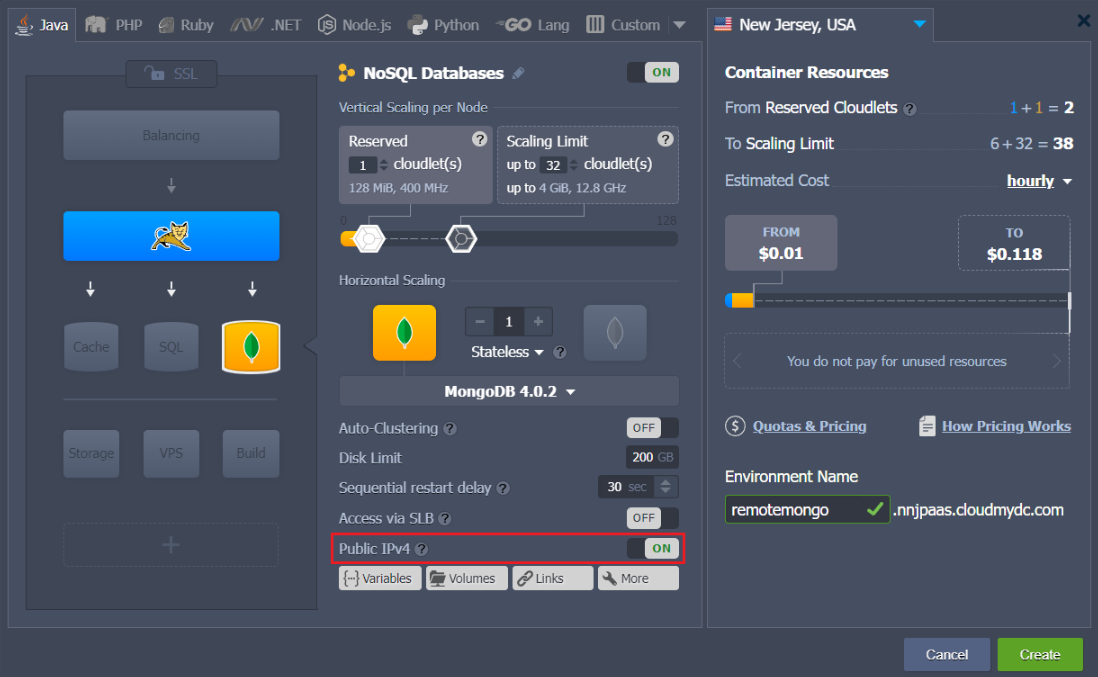 Java PHP Ruby .NET Node.js Python GO Lang Custom
New Jersey, USA
SSL
Balancing
Cache SQL
Storage VPS Build
NoSQL Databases ON
Vertical Scaling per Node
Reserved ?
1 cloudlet(s)
128 MiB, 400 MHz
Scaling Limit ?
up to 32 cloudlet(s)
up to 4 GiB, 12.8 GHz
0 128
Horizontal Scaling
− 1 +
Stateless ?
MongoDB 4.0.2
Auto-Clustering ? OFF
Disk Limit 200 GB
Sequential restart delay ? 30 sec
Access via SLB ? OFF
Public IPv4 ? ON
Variables Volumes Links More
Container Resources
From Reserved Cloudlets ? 1 + 1 = 2
To Scaling Limit 6 + 32 = 38
Estimated Cost hourly
FROM
$0.01
TO
$0.118
You do not pay for unused resources
$ Quotas & Pricing How Pricing Works
Environment Name
remotemongo .nnjpaas.cloudmydc.com
Cancel Create